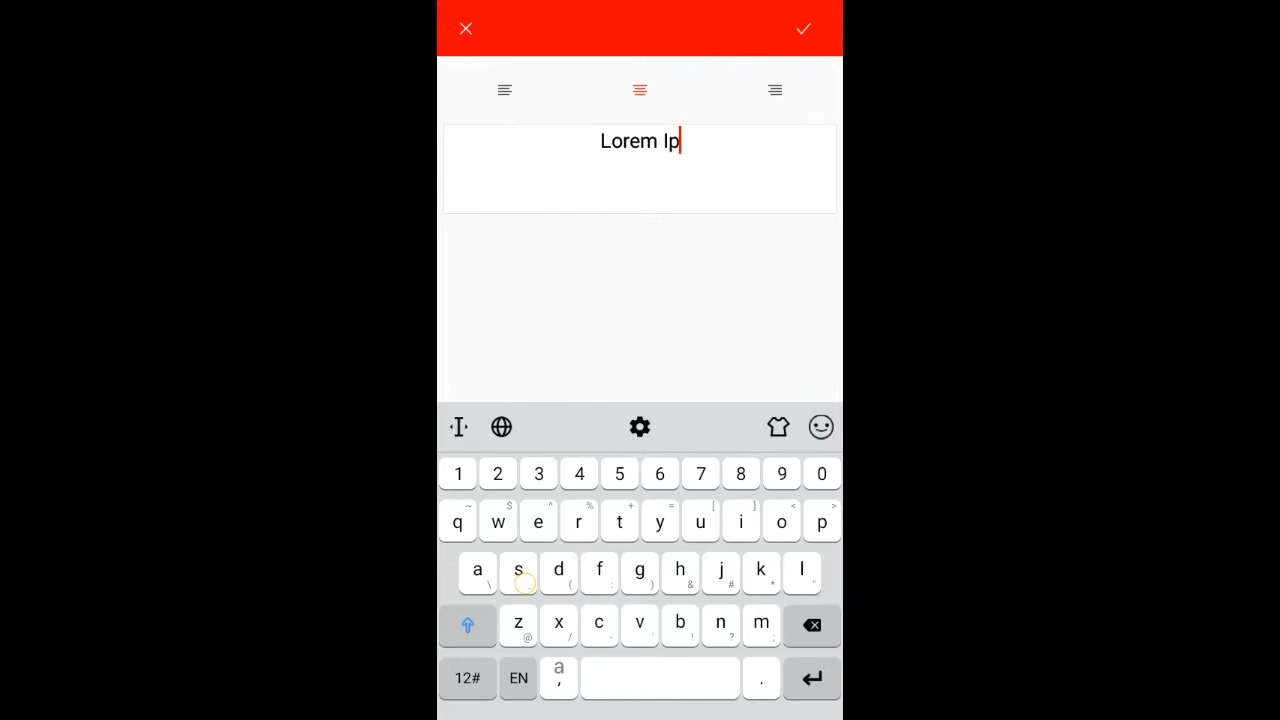 Lorem Ip
1 2 3 4 5 6 7 8 9 0
~ $ ^ % + = [ ] < >
q w e r t y u i o p
a s d f g h j k l
\ _ ( : ) & # * "
z x c v b n m
@ / - ' ! ? ;
12# EN a , .